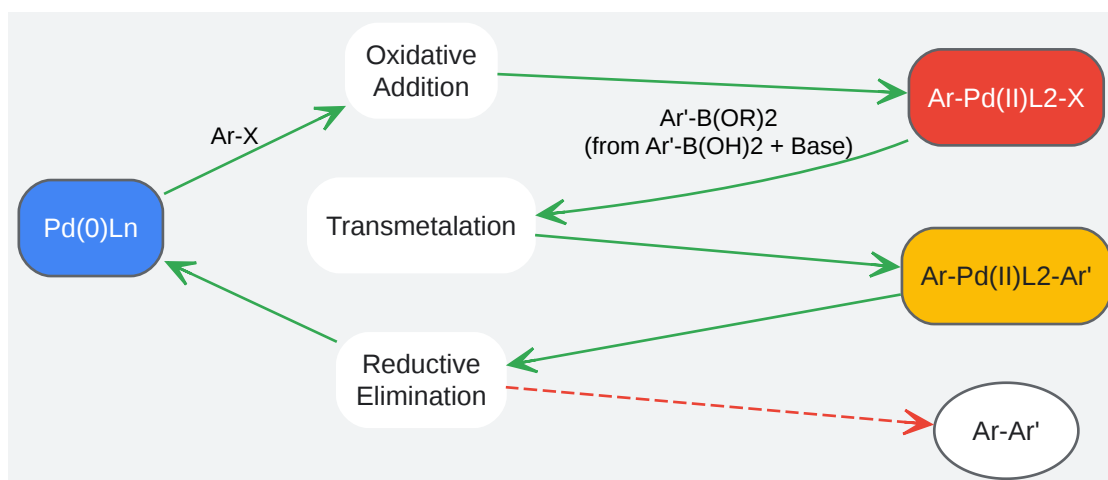 Oxidative
Addition
Ar-Pd(II)L2-X
Ar-X
Ar'-B(OR)2
(from Ar'-B(OH)2 + Base)
Pd(0)Ln
Transmetalation
Ar-Pd(II)L2-Ar'
Reductive
Elimination
Ar-Ar'